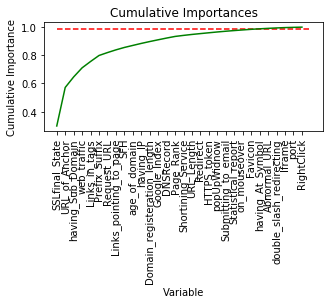 Cumulative Importances
Cumulative Importance
1.0
0.8
0.6
0.4
SSLfinal_State
URL_of_Anchor
having_Sub_Domain
web_traffic
Links_in_tags
Prefix_Suffix
Request_URL
Links_pointing_to_page
SFH
age_of_domain
having_IP
Domain_registeration_length
Google_Index
DNSRecord
Page_Rank
Shortining_Service
URL_Length
Redirect
HTTPS_token
popUpWidnow
Submitting_to_email
Statistical_report
on_mouseover
Favicon
having_At_Symbol
Abnormal_URL
double_slash_redirecting
Iframe
port
RightClick
Variable